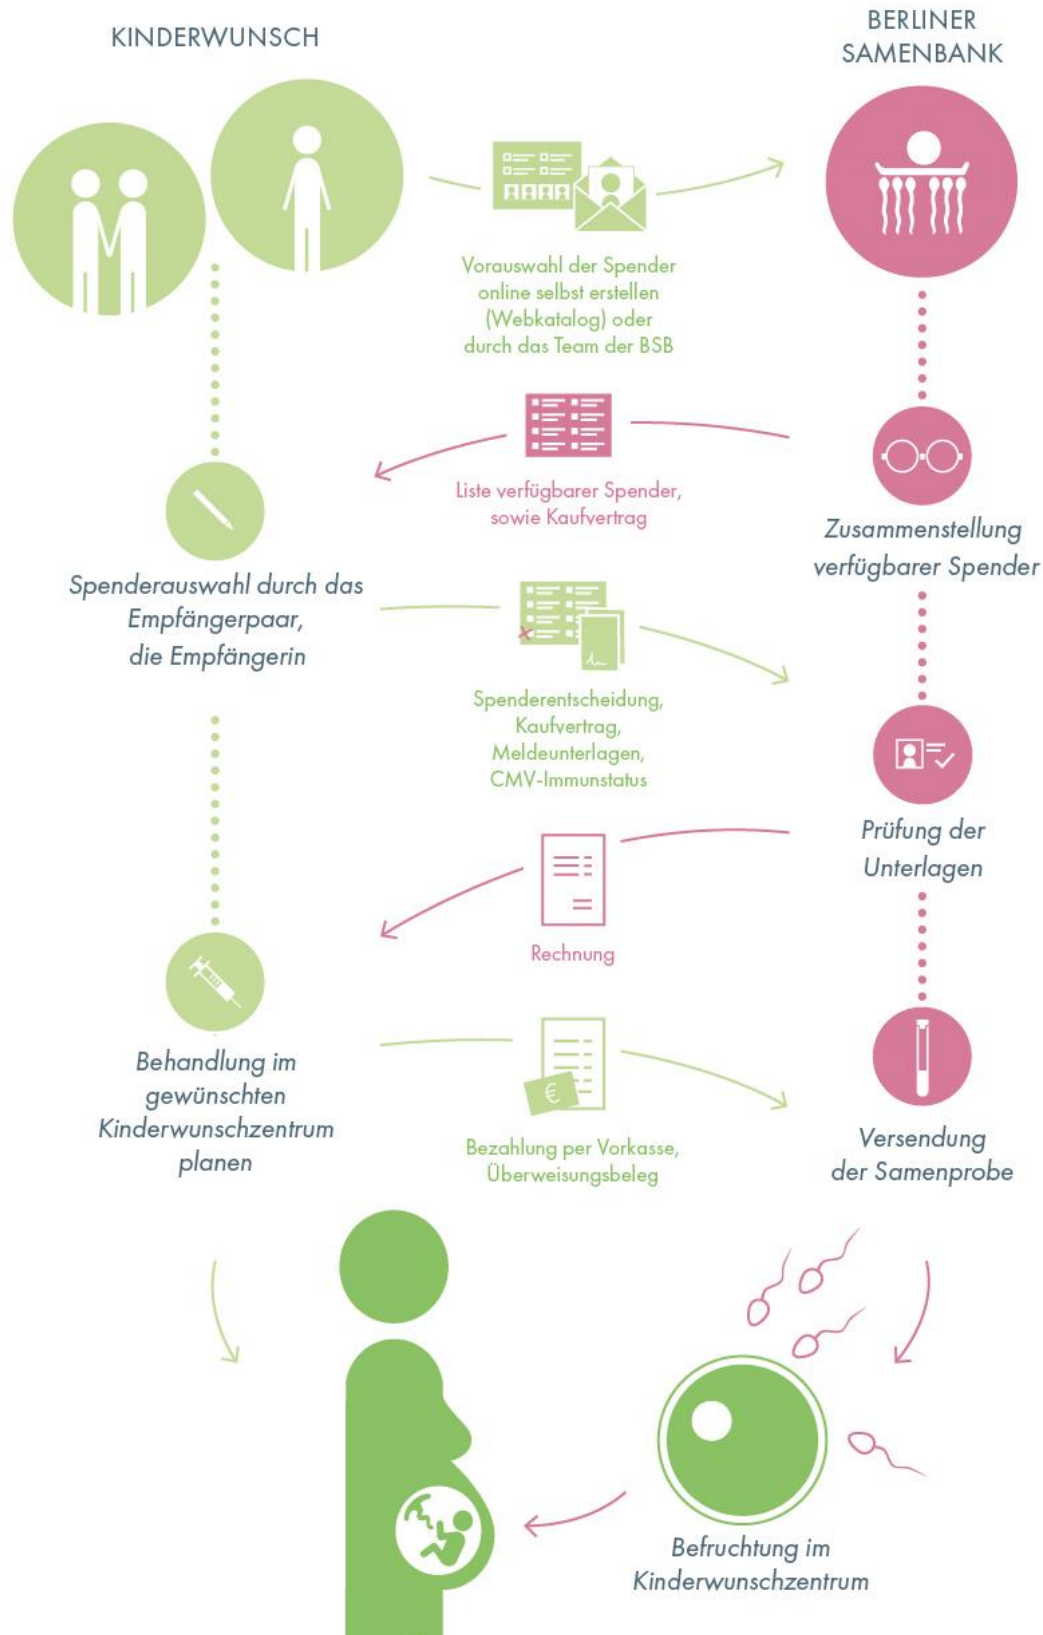 KINDERWUNSCH
BERLINER
SAMENBANK
Vorauswahl der Spender
online selbst erstellen
(Webkatalog) oder
durch das Team der BSB
Liste verfügbarer Spender,
sowie Kaufvertrag
Zusammenstellung
verfügbarer Spender
Spenderauswahl durch das
Empfängerpaar,
die Empfängerin
Spenderentscheidung,
Kaufvertrag,
Meldeunterlagen,
CMV-Immunstatus
Prüfung der
Unterlagen
Rechnung
Behandlung im
gewünschten
Kinderwunschzentrum
planen
€
Bezahlung per Vorkasse,
Überweisungsbeleg
Versendung
der Samenprobe
Befruchtung im
Kinderwunschzentrum